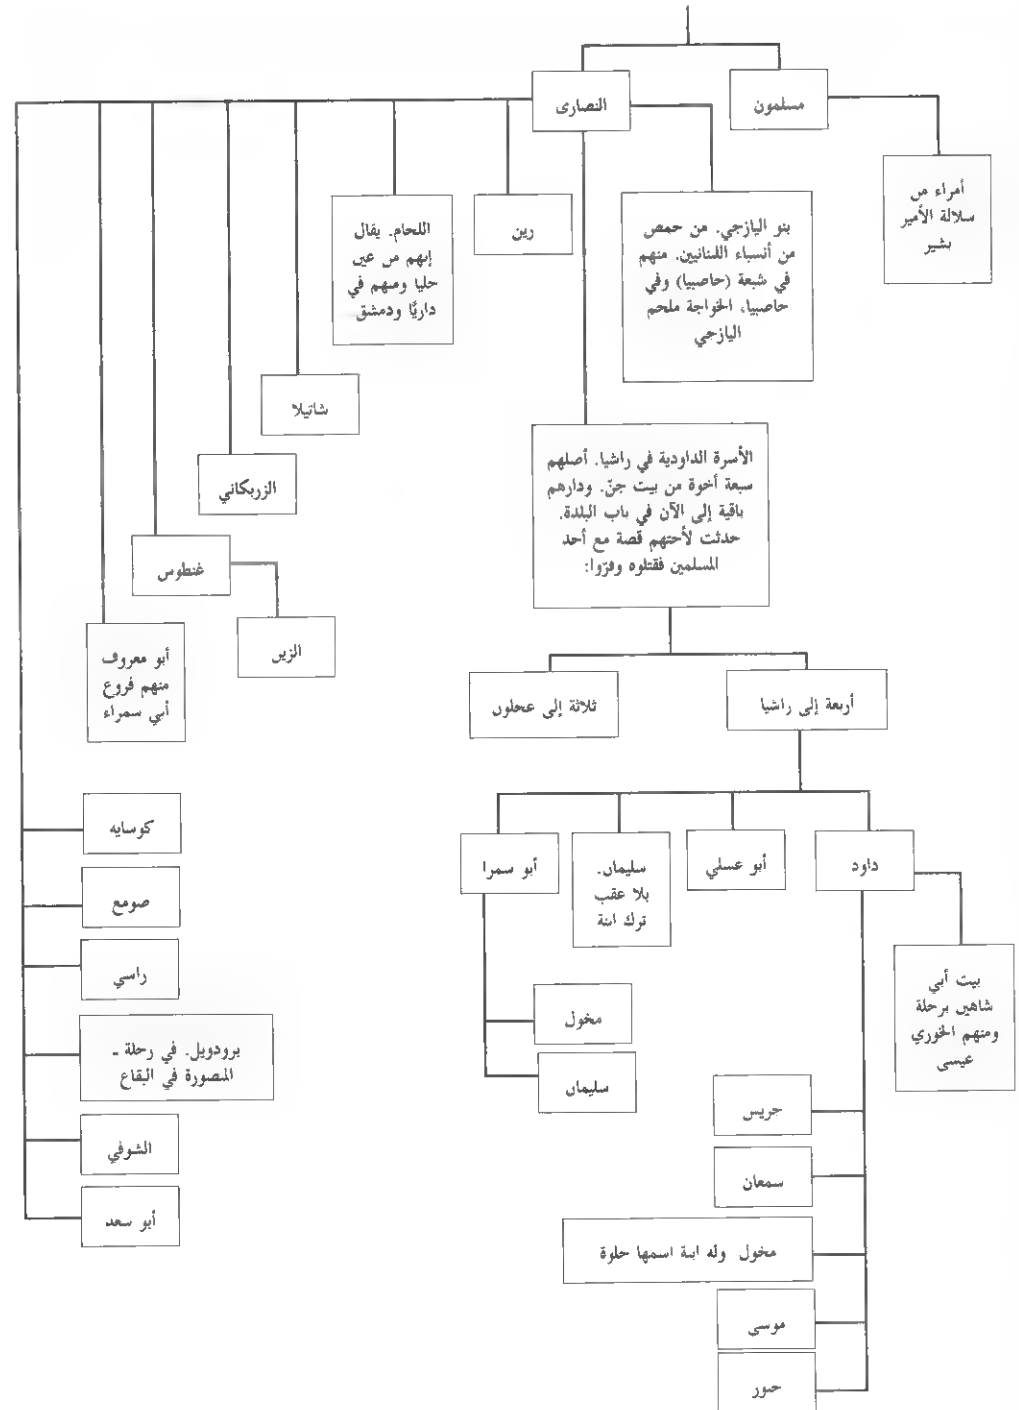 مسلمون
النصارى
أمراء من
سلالة الأمير
بشير
بنو اليازجي. من حمص
من أنسباء اللبنانيين. منهم
في شبعة (حاصبيا) وفي
حاصبيا، الخواجة ملحم
اليازجي
رين
اللحام. يقال
إنهم من عين
حليا ومنهم في
داريًا ودمشق
شاتيلا
الزربكاني
غنطوس
الزير
أبو معروف
منهم فروع
أبي سمراء
كوسايه
صومع
راسي
برودويل. في رحلة ـ
المنصورة في البقاع
الشوفي
أبو سعد
الأسرة الداودية في راشيا. أصلهم
سبعة أخوة من بيت جنّ. ودارهم
باقية إلى الآن في باب البلدة.
حدثت لأختهم قصة مع أحد
المسلمين فقتلوه وفرّوا:
أربعة إلى راشيا
ثلاثة إلى عجلون
داود
أبو عسلي
سليمان.
بلا عقب
ترك ابنة
أبو سمرا
بيت أبي
شاهين برحلة
ومنهم الخوري
عيسى
مخول
سليمان
جريس
سمعان
مخول وله ابنة اسمها حلوة
موسى